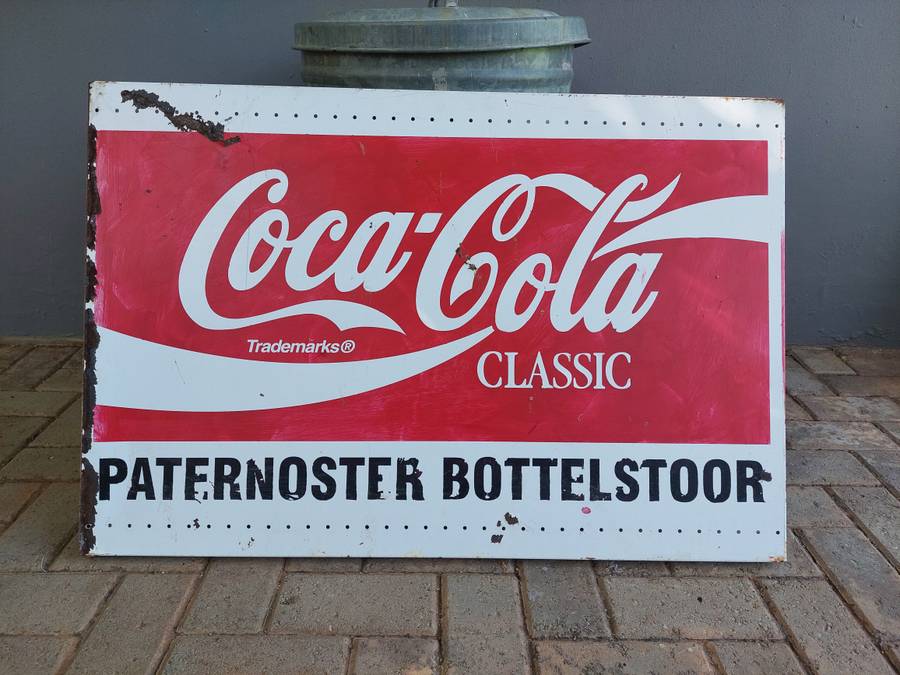 Coca-Cola
Trademarks®
CLASSIC
PATERNOSTER BOTTELSTOOR